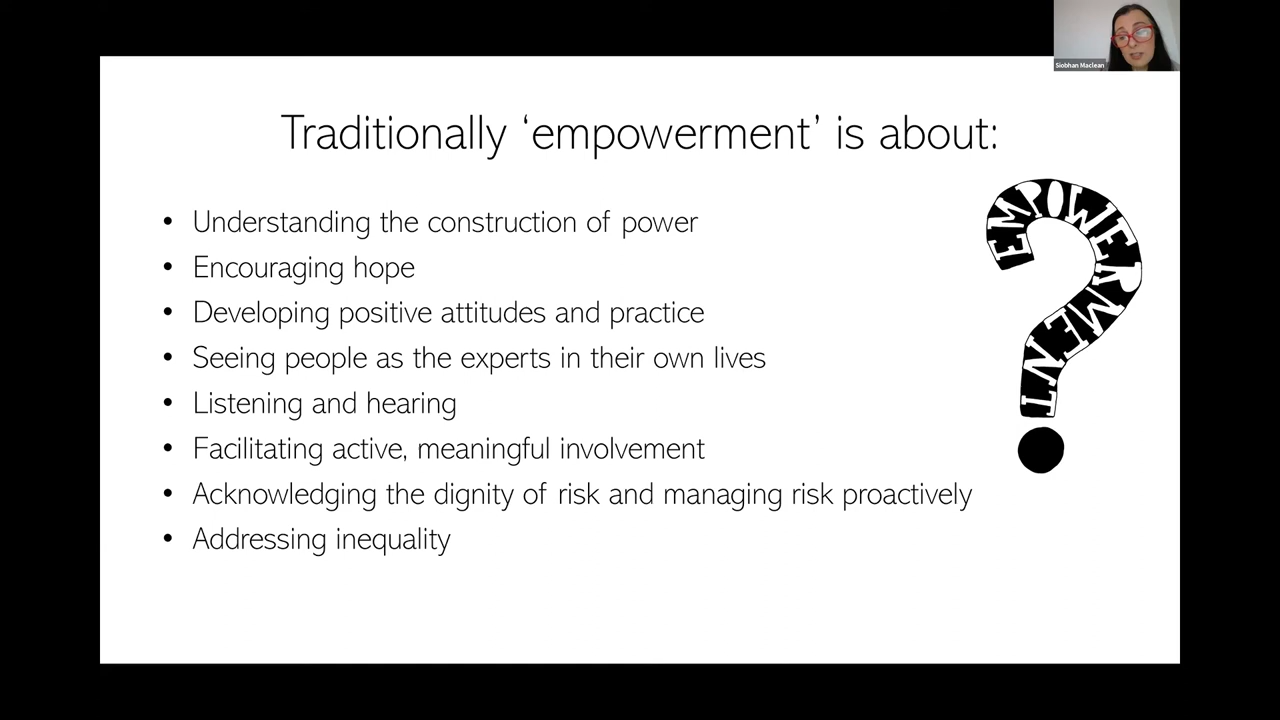 Siobhan Maclean
Traditionally ‘empowerment’ is about:
• Understanding the construction of power
• Encouraging hope
• Developing positive attitudes and practice
• Seeing people as the experts in their own lives
• Listening and hearing
• Facilitating active, meaningful involvement
• Acknowledging the dignity of risk and managing risk proactively
• Addressing inequality
EMPOWERMENT